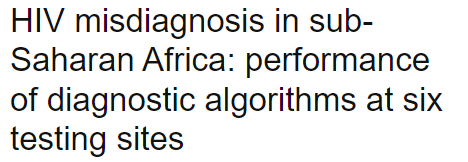 HIV misdiagnosis in sub-
Saharan Africa: performance
of diagnostic algorithms at six
testing sites